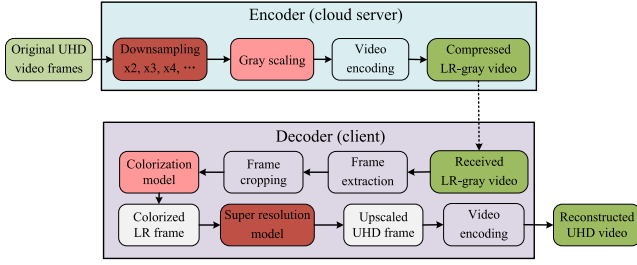 Encoder (cloud server)
Original UHD
video frames
Downsampling
x2, x3, x4, ···
Gray scaling
Video
encoding
Compressed
LR-gray video
Decoder (client)
Colorization
model
Frame
cropping
Frame
extraction
Received
LR-gray video
Colorized
LR frame
Super resolution
model
Upscaled
UHD frame
Video
encoding
Reconstructed
UHD video